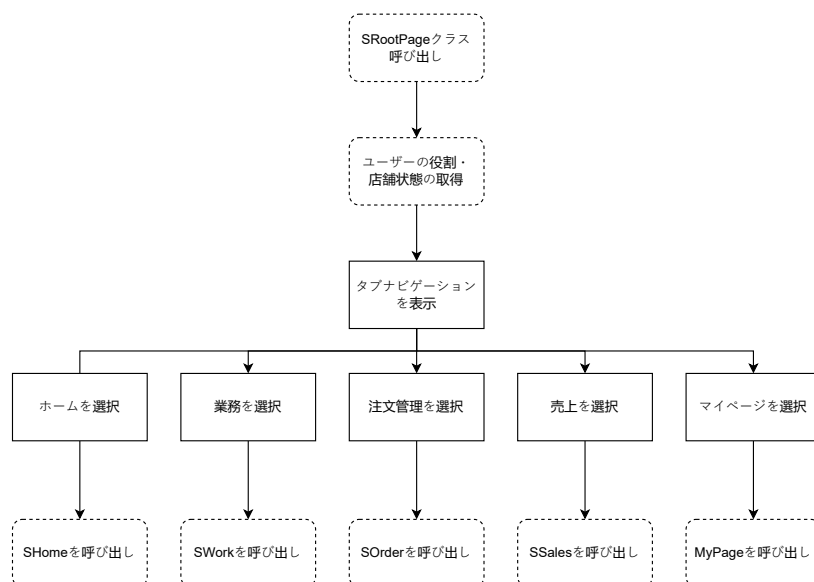 SRootPageクラス
呼び出し
ユーザーの役割・
店舗状態の取得
タブナビゲーション
を表示
ホームを選択
業務を選択
注文管理を選択
売上を選択
マイページを選択
SHomeを呼び出し
SWorkを呼び出し
SOrderを呼び出し
SSalesを呼び出し
MyPageを呼び出し